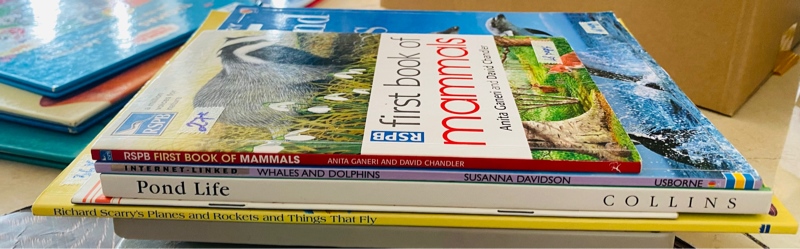 RSPB
first book of
mammals
RSPB
Anita Ganeri and David Chandler
RSPB FIRST BOOK OF MAMMALS ANITA GANERI AND DAVID CHANDLER
INTERNET-LINKED WHALES AND DOLPHINS SUSANNA DAVIDSON USBORNE
Pond Life COLLINS
Richard Scarry's Planes and Rockets and Things That Fly